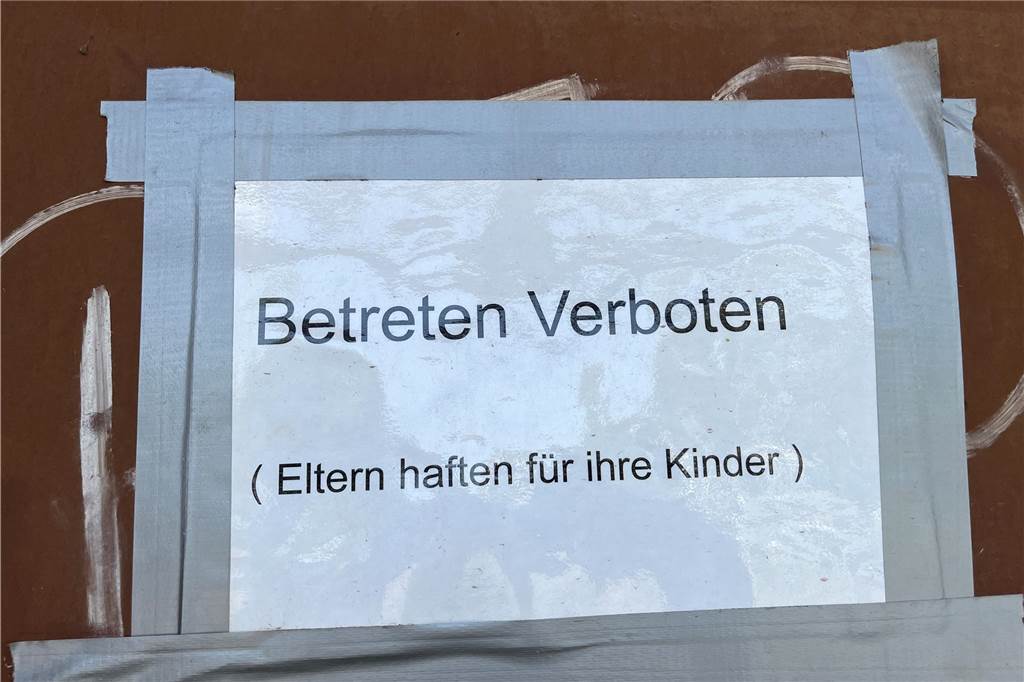 Betreten Verboten
( Eltern haften für ihre Kinder )